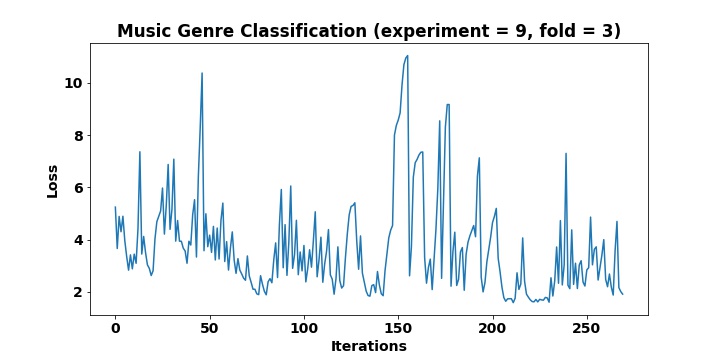 Music Genre Classification (experiment = 9, fold = 3)
Loss
10
8
6
4
2
0 50 100 150 200 250
Iterations